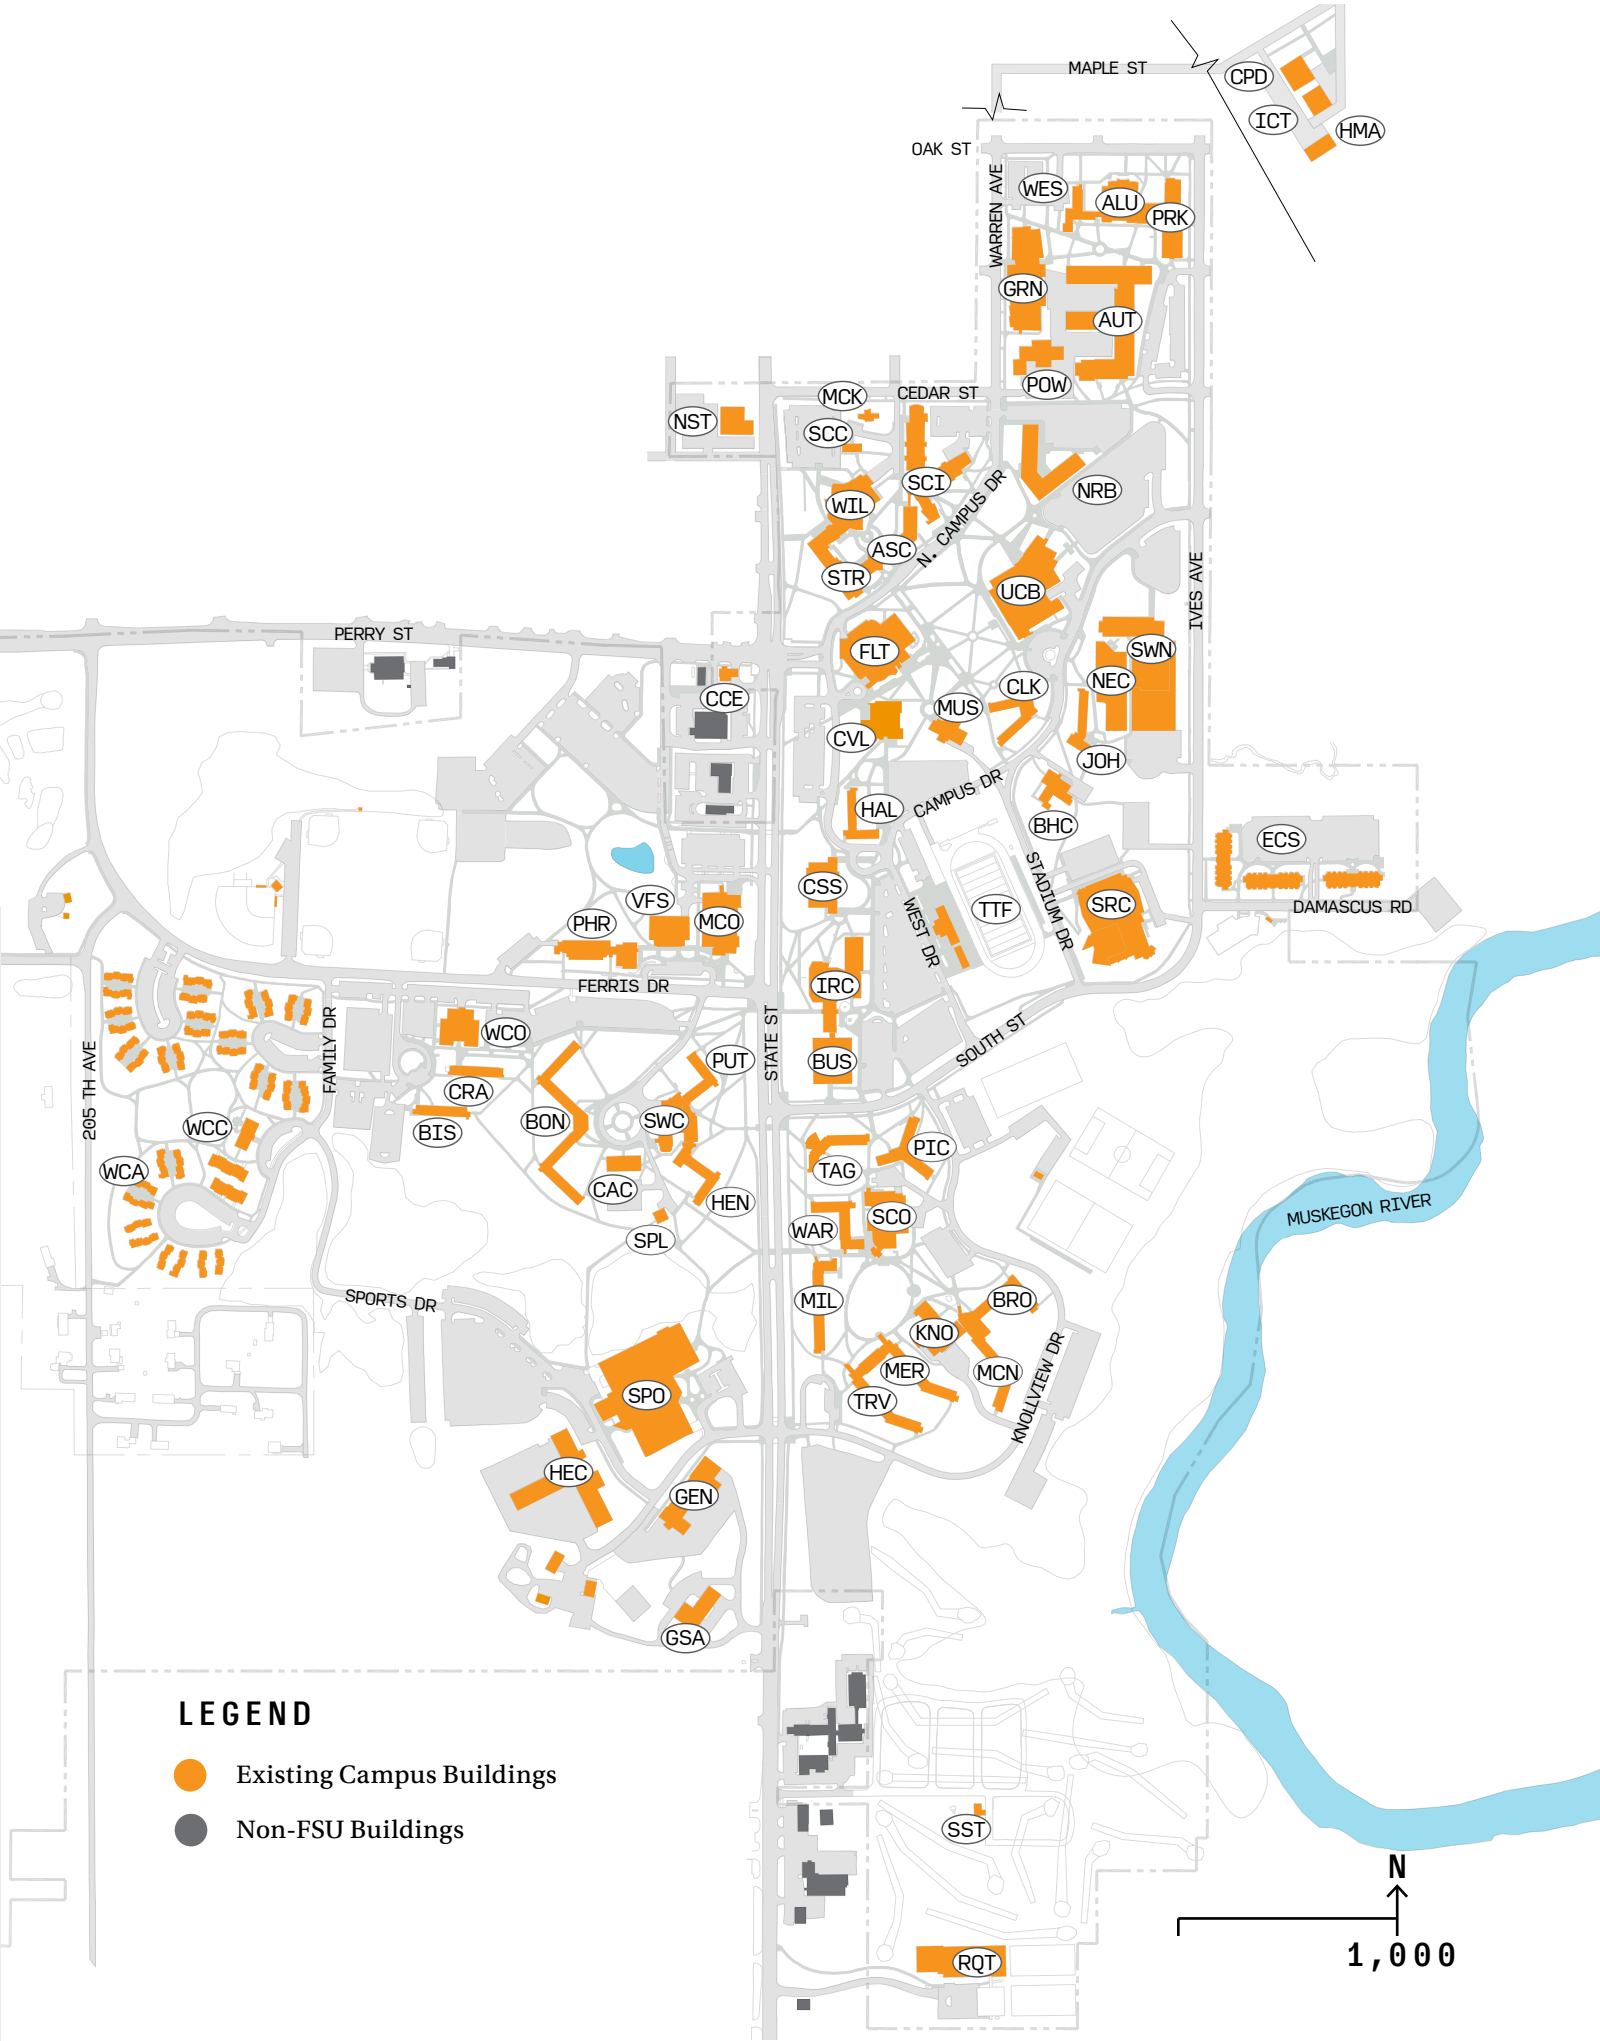 MAPLE ST
CPD
ICT
HMA
OAK ST
WARREN AVE
WES
ALU
PRK
GRN
AUT
POW
MCK
CEDAR ST
NST
SCC
SCI
NRB
WIL
N. CAMPUS DR
ASC
STR
UCB
IVES AVE
PERRY ST
FLT
SWN
NEC
CLK
CCE
MUS
CVL
JOH
CAMPUS DR
HAL
BHC
ECS
STADIUM DR
CSS
VFS
MCO
PHR
WEST DR
TTF
SRC
DAMASCUS RD
FERRIS DR
IRC
WCO
STATE ST
SOUTH ST
FAMILY DR
205 TH AVE
PUT
BUS
CRA
BON
SWC
BIS
WCC
WCA
CAC
HEN
SPL
TAG
PIC
WAR
SCO
MUSKEGON RIVER
SPORTS DR
MIL
BRO
KNO
MER
MCN
KNOLLVIEW DR
SPO
TRV
HEC
GEN
GSA
LEGEND
Existing Campus Buildings
Non-FSU Buildings
SST
N
1,000
RQT